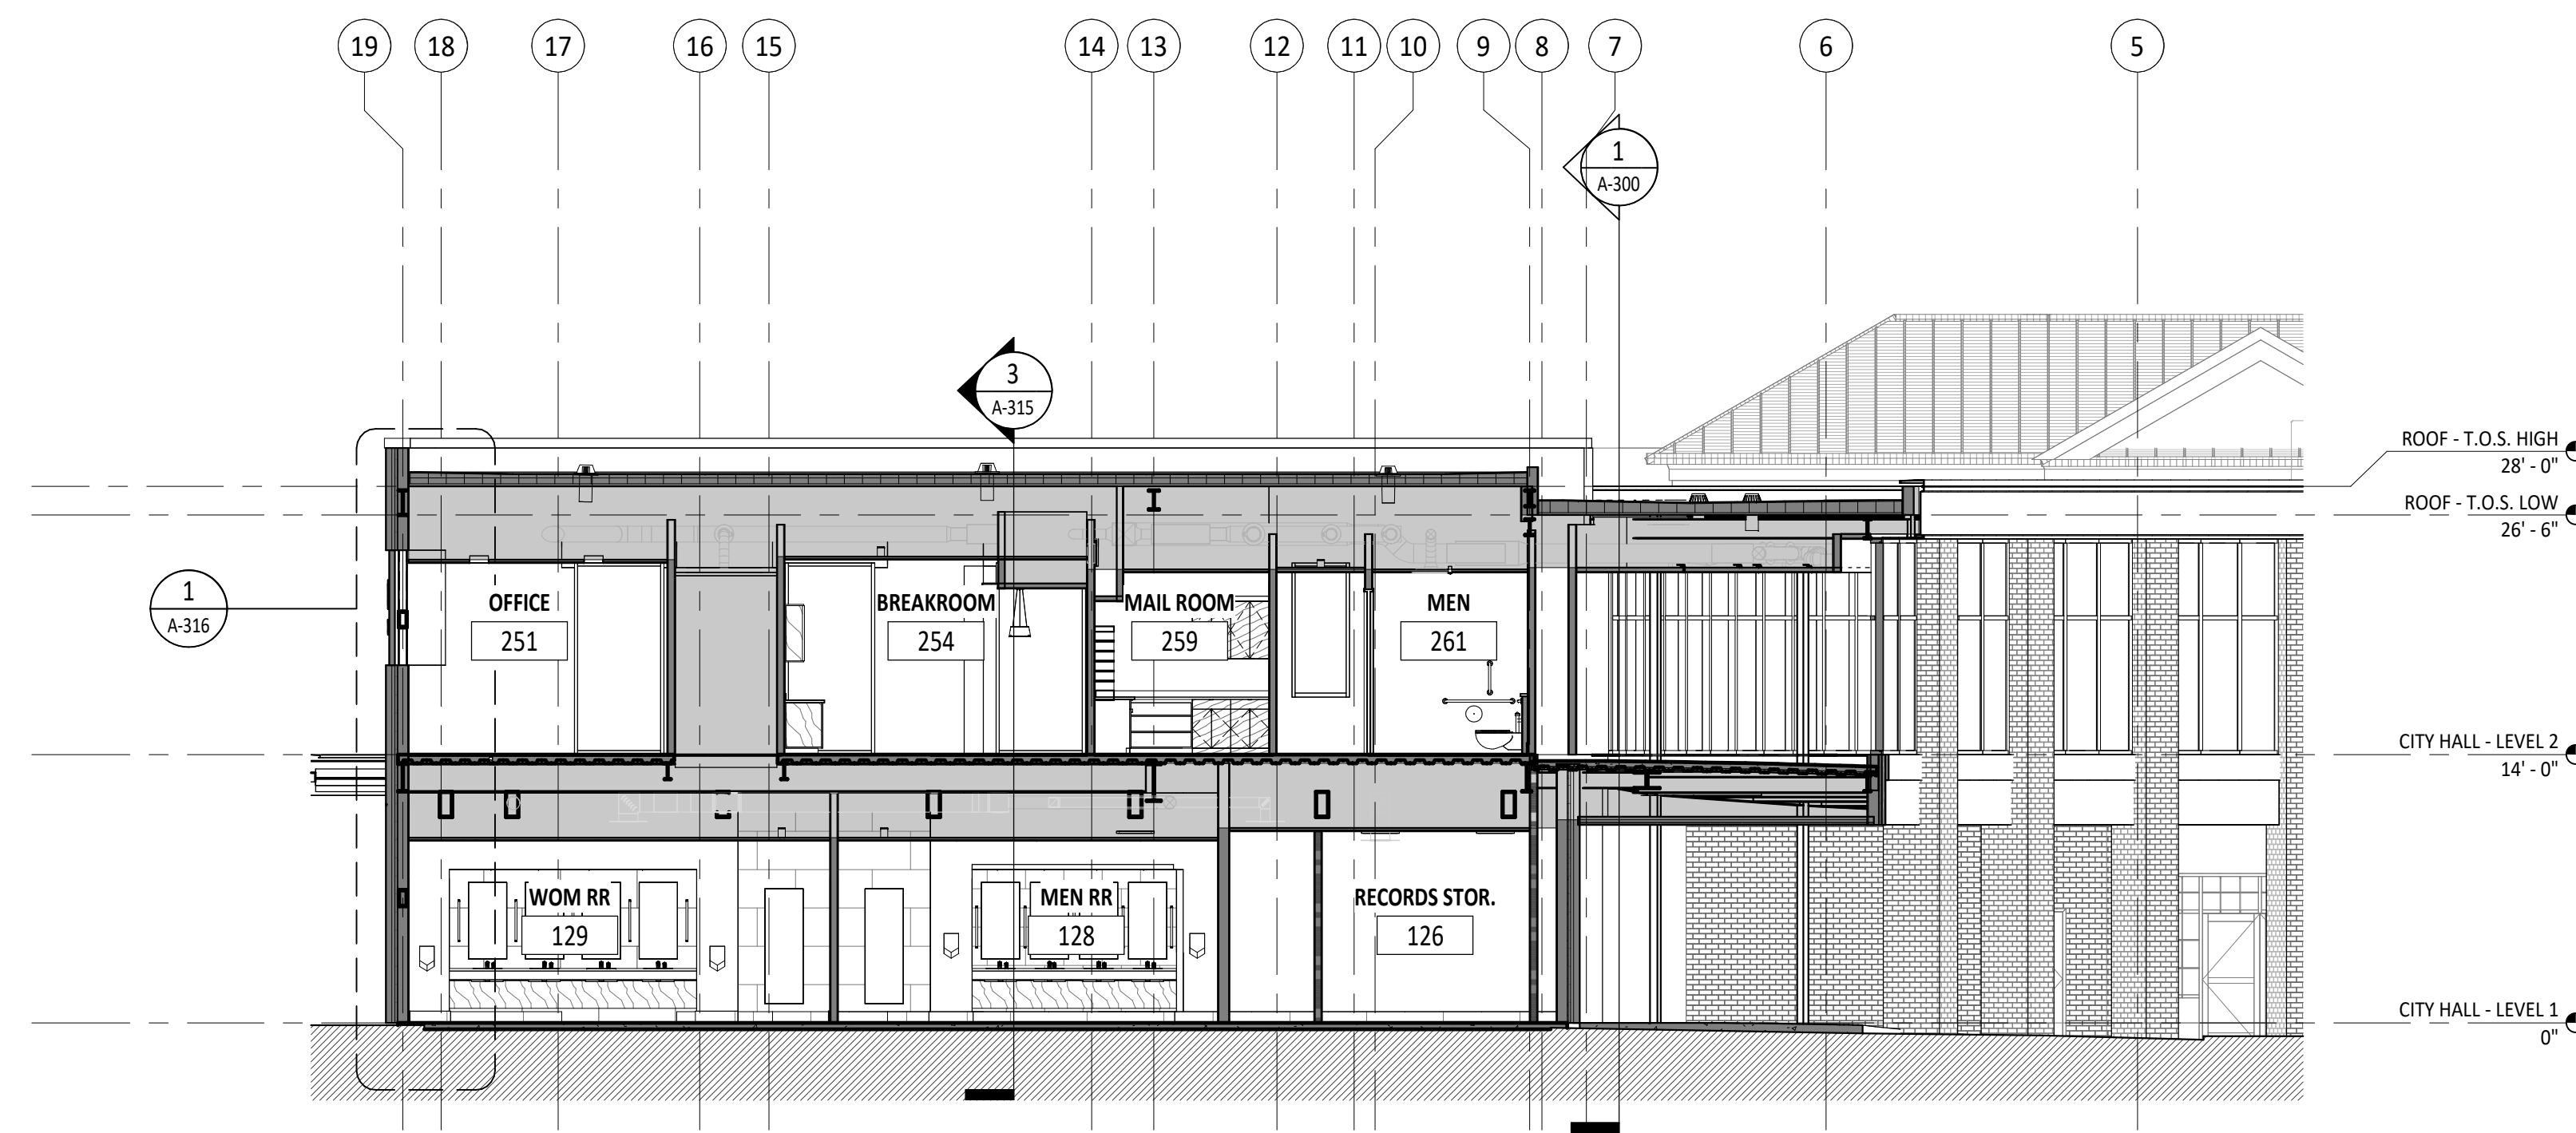 19
18
17
16
15
14
13
12
11
10
9
8
7
6
5
1
A-300
3
A-315
ROOF - T.O.S. HIGH
28' - 0"
ROOF - T.O.S. LOW
26' - 6"
1
A-316
OFFICE
251
BREAKROOM
254
MAIL ROOM
259
MEN
261
CITY HALL - LEVEL 2
14' - 0"
WOM RR
129
MEN RR
128
RECORDS STOR.
126
CITY HALL - LEVEL 1
0"